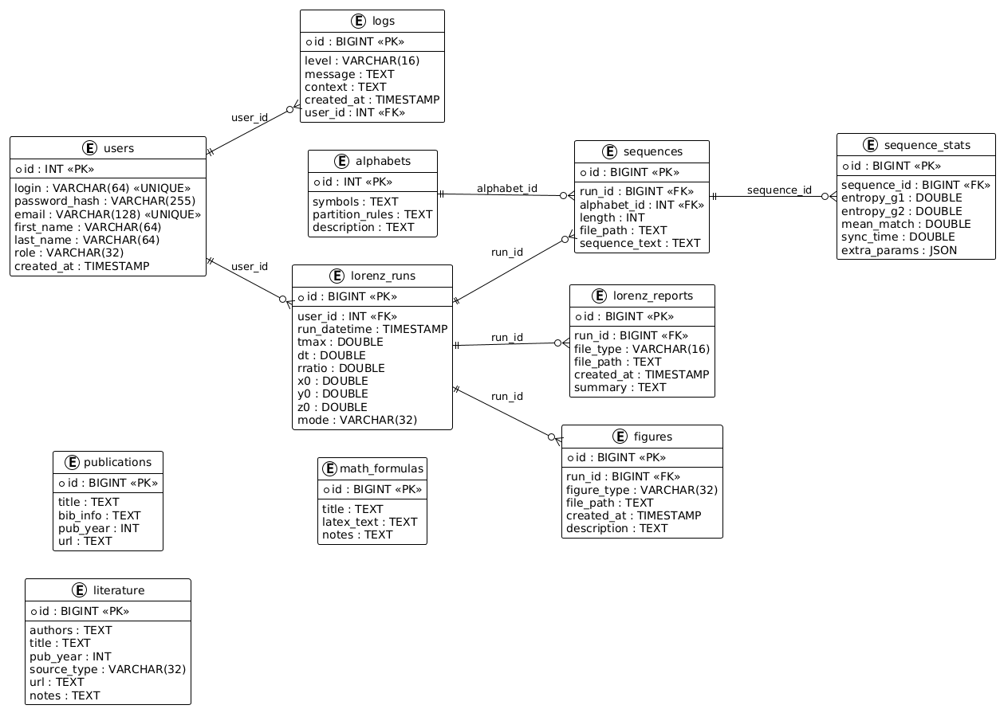 E logs
id : BIGINT «PK»
level : VARCHAR(16)
message : TEXT
context : TEXT
created_at : TIMESTAMP
user_id : INT «FK»
user_id
E users
id : INT «PK»
login : VARCHAR(64) «UNIQUE»
password_hash : VARCHAR(255)
email : VARCHAR(128) «UNIQUE»
first_name : VARCHAR(64)
last_name : VARCHAR(64)
role : VARCHAR(32)
created_at : TIMESTAMP
user_id
E alphabets
id : INT «PK»
symbols : TEXT
partition_rules : TEXT
description : TEXT
alphabet_id
E sequences
id : BIGINT «PK»
run_id : BIGINT «FK»
alphabet_id : INT «FK»
length : INT
file_path : TEXT
sequence_text : TEXT
sequence_id
E sequence_stats
id : BIGINT «PK»
sequence_id : BIGINT «FK»
entropy_g1 : DOUBLE
entropy_g2 : DOUBLE
mean_match : DOUBLE
sync_time : DOUBLE
extra_params : JSON
E lorenz_runs
id : BIGINT «PK»
user_id : INT «FK»
run_datetime : TIMESTAMP
tmax : DOUBLE
dt : DOUBLE
rratio : DOUBLE
x0 : DOUBLE
y0 : DOUBLE
z0 : DOUBLE
mode : VARCHAR(32)
run_id
run_id
run_id
E lorenz_reports
id : BIGINT «PK»
run_id : BIGINT «FK»
file_type : VARCHAR(16)
file_path : TEXT
created_at : TIMESTAMP
summary : TEXT
E figures
id : BIGINT «PK»
run_id : BIGINT «FK»
figure_type : VARCHAR(32)
file_path : TEXT
created_at : TIMESTAMP
description : TEXT
E publications
id : BIGINT «PK»
title : TEXT
bib_info : TEXT
pub_year : INT
url : TEXT
E math_formulas
id : BIGINT «PK»
title : TEXT
latex_text : TEXT
notes : TEXT
E literature
id : BIGINT «PK»
authors : TEXT
title : TEXT
pub_year : INT
source_type : VARCHAR(32)
url : TEXT
notes : TEXT